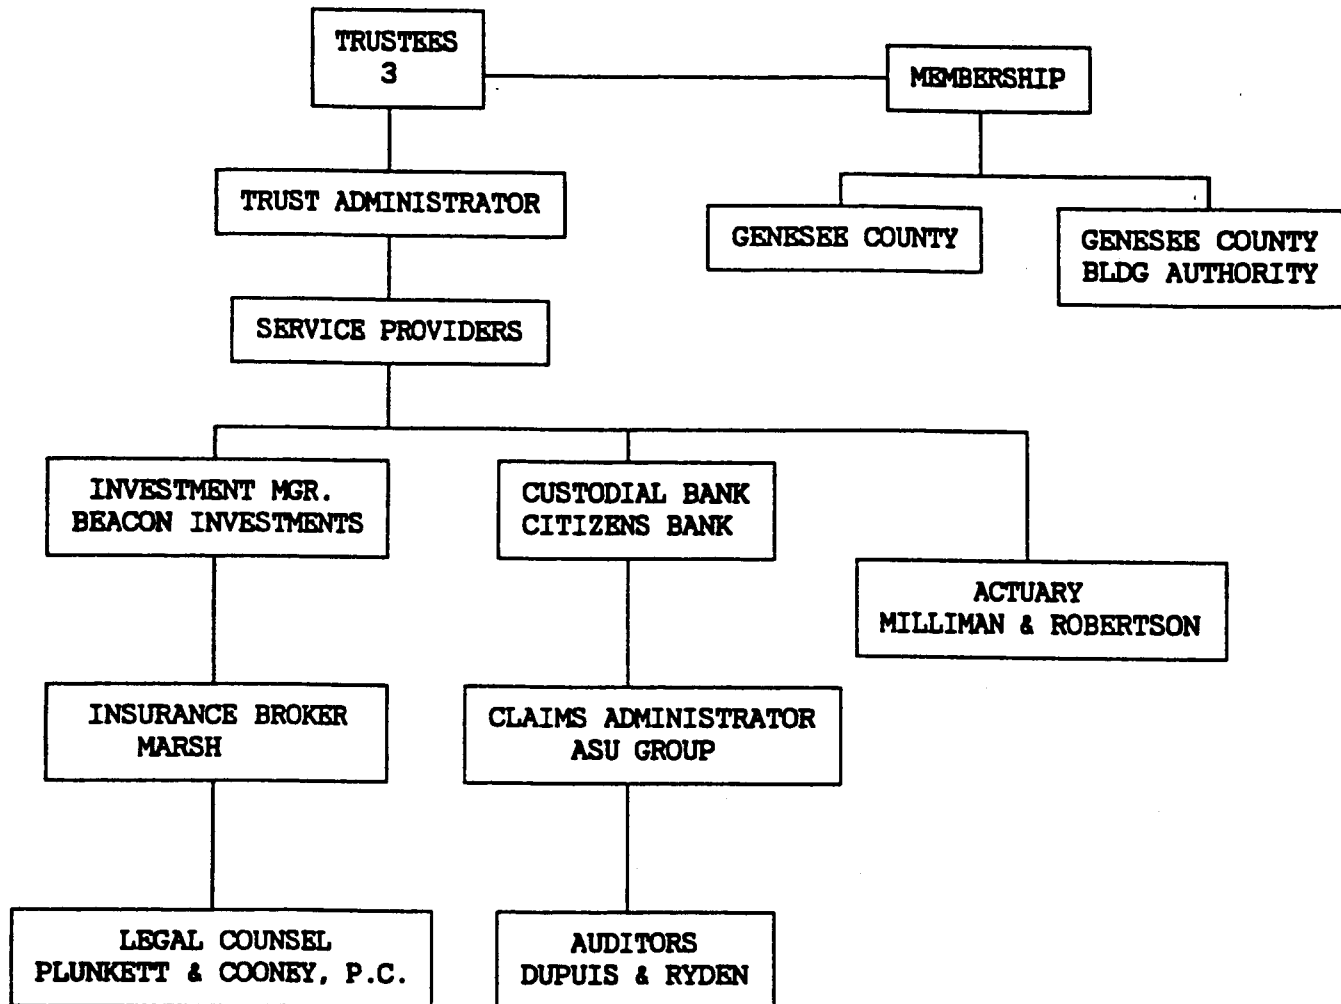 TRUSTEES
3
MEMBERSHIP
TRUST ADMINISTRATOR
GENESEE COUNTY
GENESEE COUNTY
BLDG AUTHORITY
SERVICE PROVIDERS
INVESTMENT MGR.
BEACON INVESTMENTS
CUSTODIAL BANK
CITIZENS BANK
ACTUARY
MILLIMAN & ROBERTSON
INSURANCE BROKER
MARSH
CLAIMS ADMINISTRATOR
ASU GROUP
LEGAL COUNSEL
PLUNKETT & COONEY, P.C.
AUDITORS
DUPUIS & RYDEN